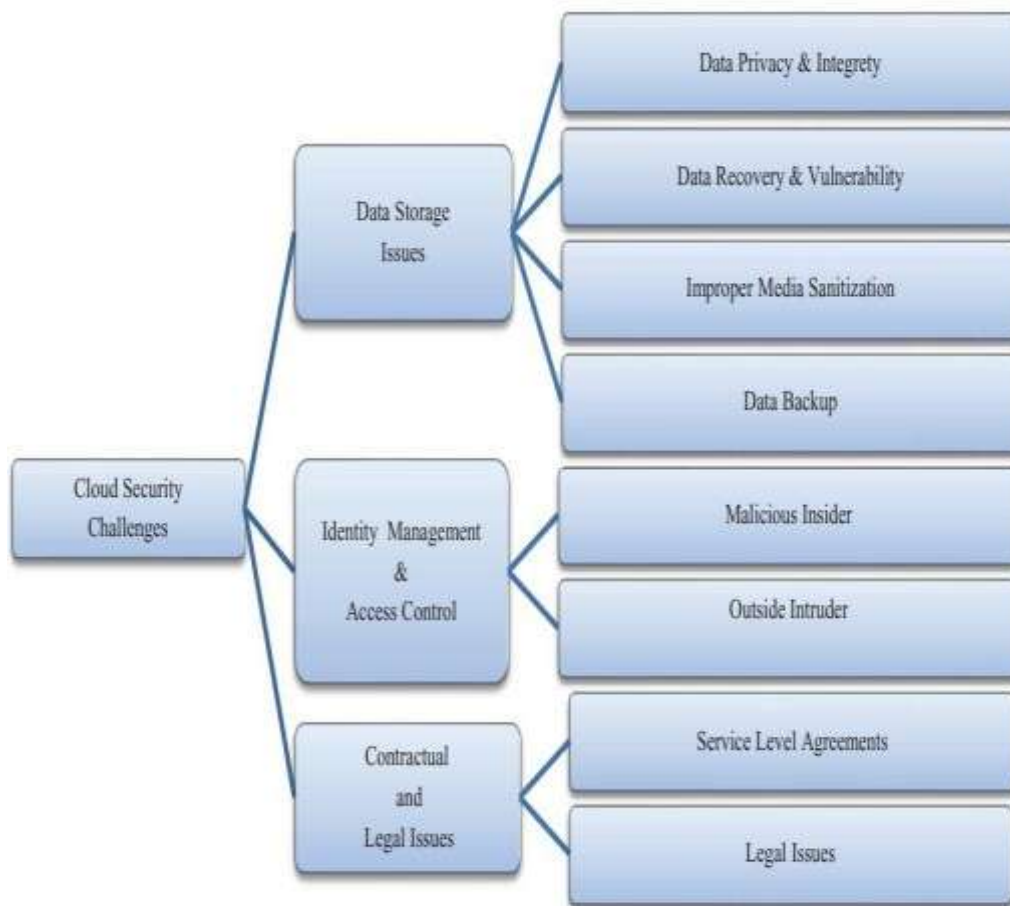 Data Privacy & Integrety
Data Recovery & Vulnerability
Data Storage
Issues
Improper Media Sanitization
Data Backup
Cloud Security
Challenges
Identity Management
&
Access Control
Malicious Insider
Outside Intruder
Contractual
and
Legal Issues
Service Level Agreements
Legal Issues